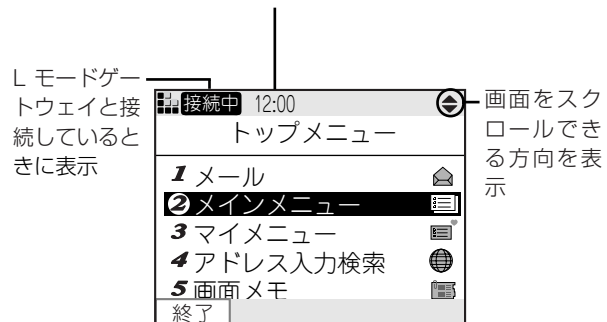 L モードゲー
トウェイと接
続していると
きに表示
接続中 12:00
トップメニュー
1 メール
2 メインメニュー
3 マイメニュー
4 アドレス入力検索
5 画面メモ
終了
画面をスク
ロールでき
る方向を表
示